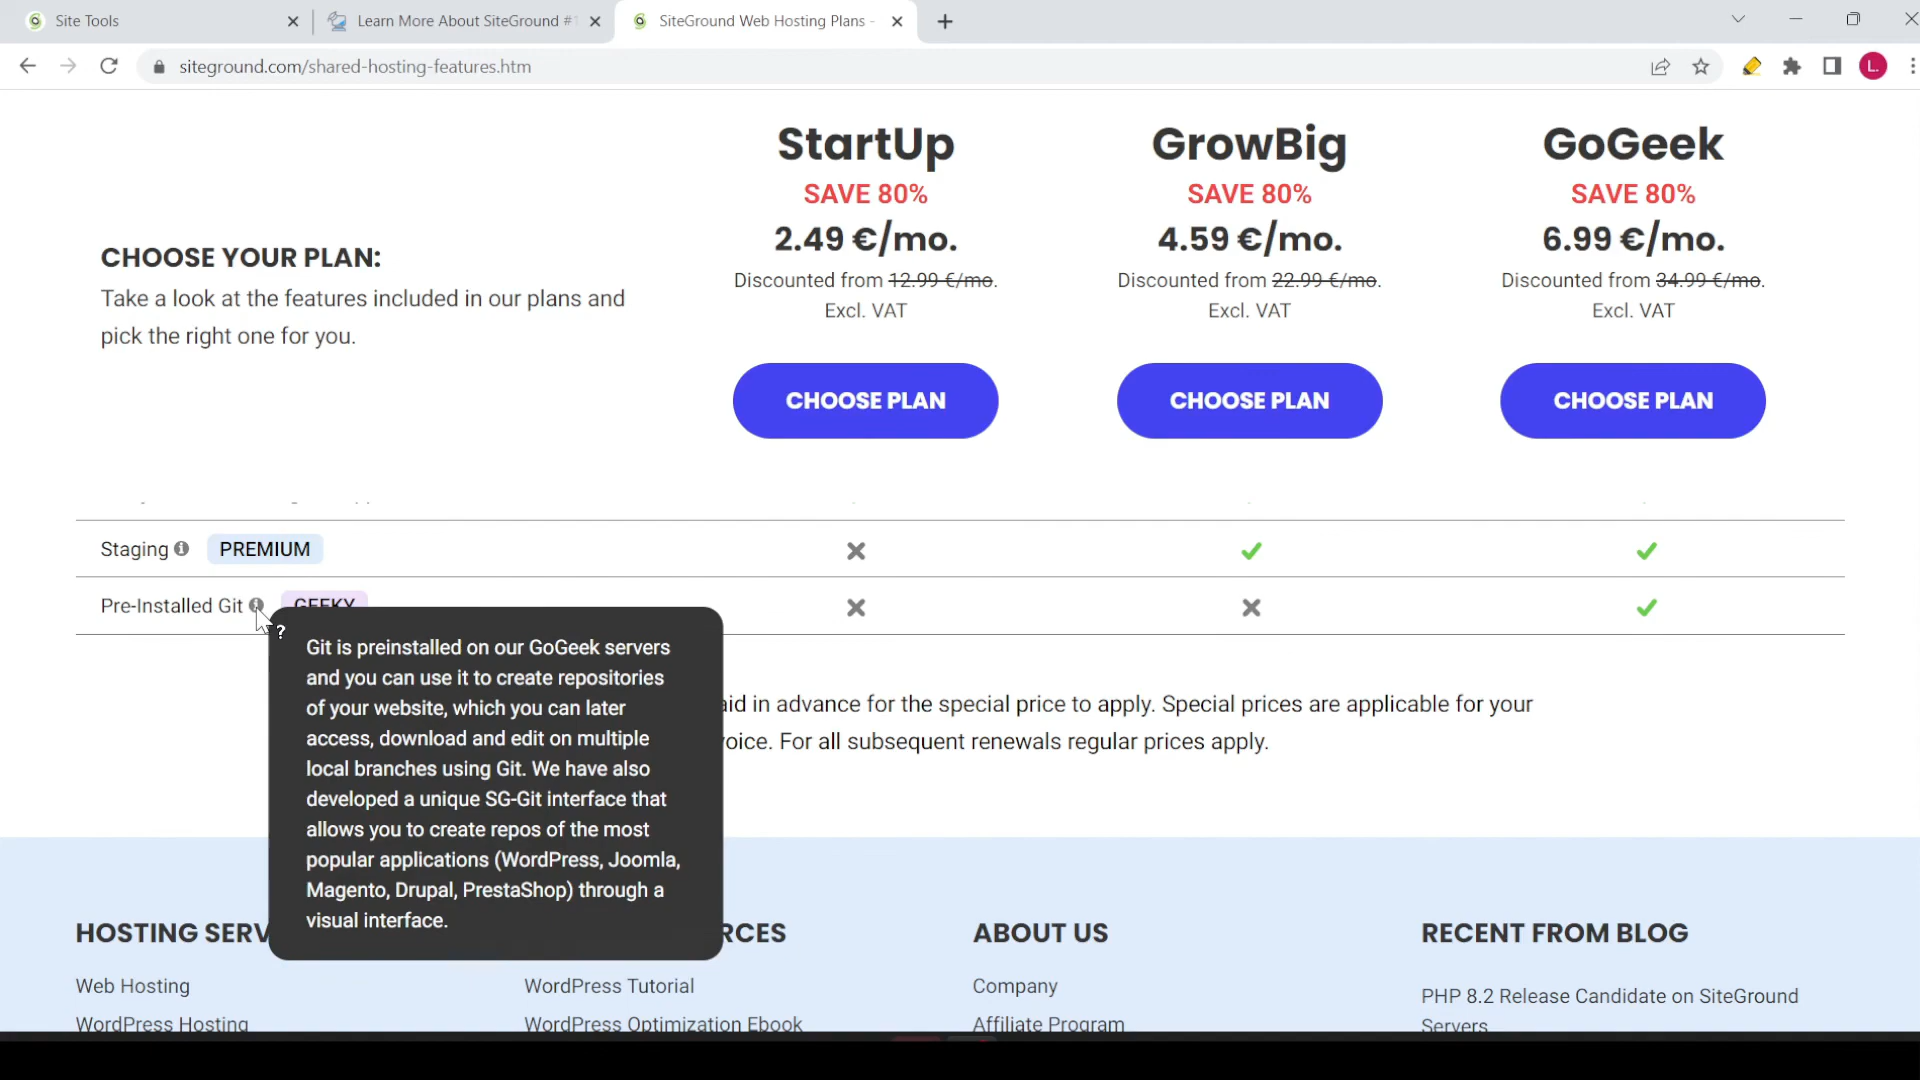 Site Tools
Learn More About SiteGround #
SiteGround Web Hosting Plans -
siteground.com/shared-hosting-features.htm
L
CHOOSE YOUR PLAN:
Take a look at the features included in our plans and
pick the right one for you.
StartUp
SAVE 80%
2.49 €/mo.
Discounted from 12.99 €/mo.
Excl. VAT
CHOOSE PLAN
GrowBig
SAVE 80%
4.59 €/mo.
Discounted from 22.99 €/mo.
Excl. VAT
CHOOSE PLAN
GoGeek
SAVE 80%
6.99 €/mo.
Discounted from 34.99 €/mo.
Excl. VAT
CHOOSE PLAN
Staging PREMIUM
Pre-Installed Git GEEKY
?
Git is preinstalled on our GoGeek servers
and you can use it to create repositories
of your website, which you can later
access, download and edit on multiple
local branches using Git. We have also
developed a unique SG-Git interface that
allows you to create repos of the most
popular applications (WordPress, Joomla,
Magento, Drupal, PrestaShop) through a
visual interface.
in advance for the special price to apply. Special prices are applicable for your
For all subsequent renewals regular prices apply.
HOSTING
Web Hosting
WordPress Hosting
WordPress Tutorial
WordPress Optimization Ebook
ABOUT US
Company
Affiliate Program
RECENT FROM BLOG
PHP 8.2 Release Candidate on SiteGround
Servers